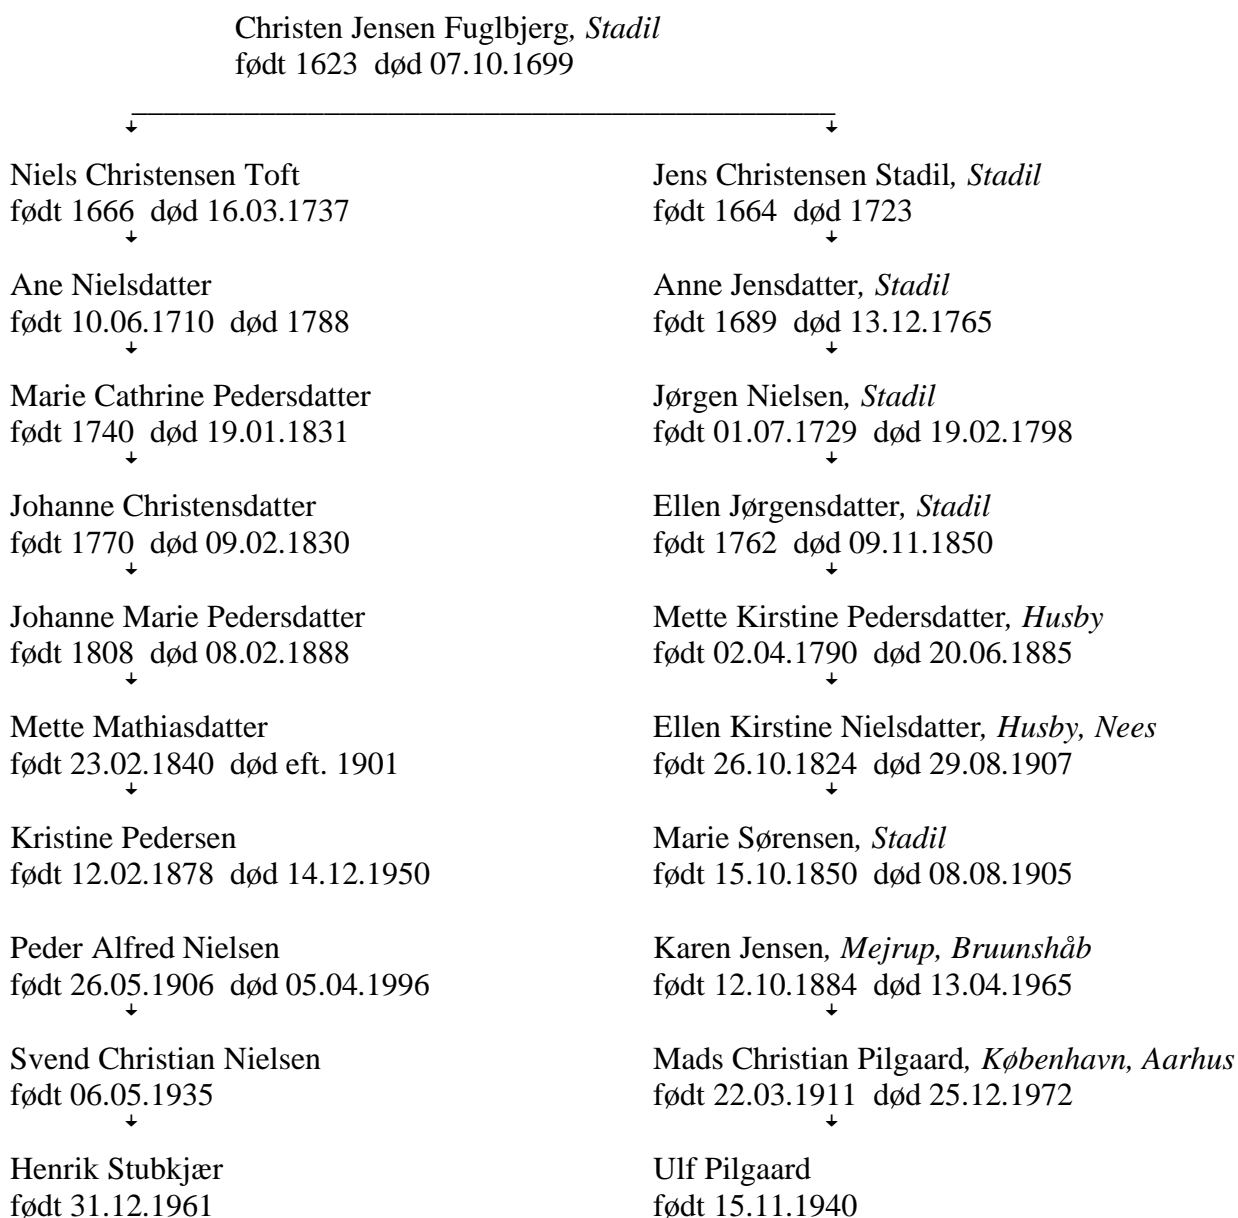 Christen Jensen Fuglbjerg, Stadil
født 1623 død 07.10.1699
Niels Christensen Toft
født 1666 død 16.03.1737
Ane Nielsdatter
født 10.06.1710 død 1788
Marie Cathrine Pedersdatter
født 1740 død 19.01.1831
Johanne Christensdatter
født 1770 død 09.02.1830
Johanne Marie Pedersdatter
født 1808 død 08.02.1888
Mette Mathiasdatter
født 23.02.1840 død eft. 1901
Kristine Pedersen
født 12.02.1878 død 14.12.1950
Peder Alfred Nielsen
født 26.05.1906 død 05.04.1996
Svend Christian Nielsen
født 06.05.1935
Henrik Stubkjær
født 31.12.1961
Jens Christensen Stadil, Stadil
født 1664 død 1723
Anne Jensdatter, Stadil
født 1689 død 13.12.1765
Jørgen Nielsen, Stadil
født 01.07.1729 død 19.02.1798
Ellen Jørgensdatter, Stadil
født 1762 død 09.11.1850
Mette Kirstine Pedersdatter, Husby
født 02.04.1790 død 20.06.1885
Ellen Kirstine Nielsdatter, Husby, Nees
født 26.10.1824 død 29.08.1907
Marie Sørensen, Stadil
født 15.10.1850 død 08.08.1905
Karen Jensen, Mejrup, Bruunshåb
født 12.10.1884 død 13.04.1965
Mads Christian Pilgaard, København, Aarhus
født 22.03.1911 død 25.12.1972
Ulf Pilgaard
født 15.11.1940